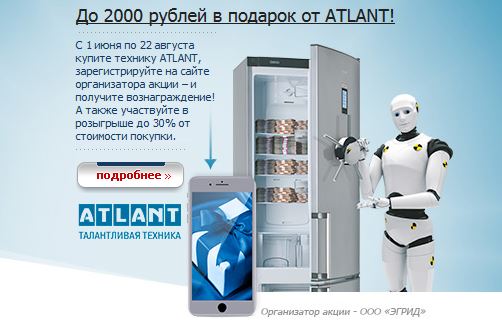 До 2000 рублей в подарок от ATLANT!
С 1 июня по 22 августа
купите технику ATLANT,
зарегистрируйте на сайте
организатора акции – и
получите вознаграждение!
А также участвуйте в
розыгрыше до 30% от
стоимости покупки.
подробнее »
ATLANT
ТАЛАНТЛИВАЯ ТЕХНИКА
Организатор акции - ООО «ЭГРИД»